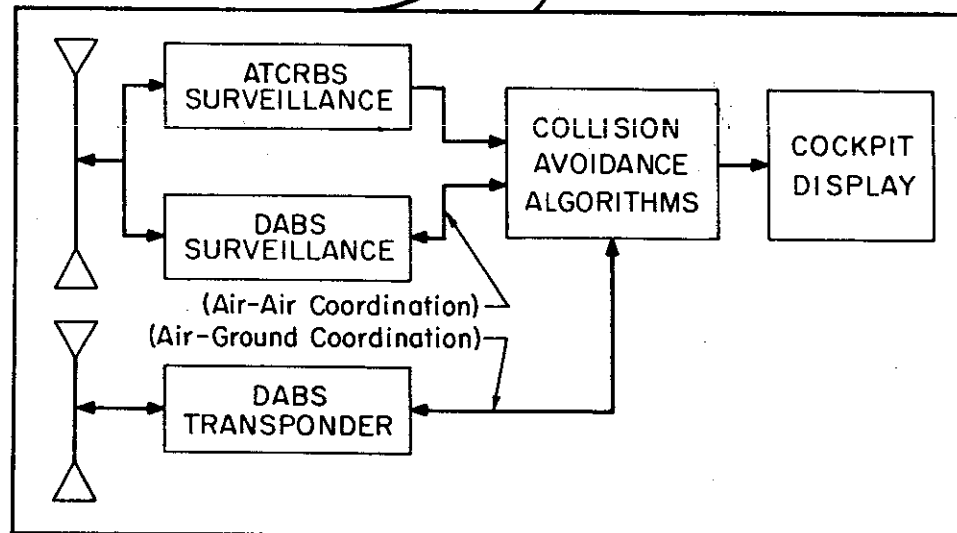 ATCRBS
SURVEILLANCE
COLLISION
AVOIDANCE
ALGORITHMS
COCKPIT
DISPLAY
DABS
SURVEILLANCE
(Air-Air Coordination)
(Air-Ground Coordination)
DABS
TRANSPONDER